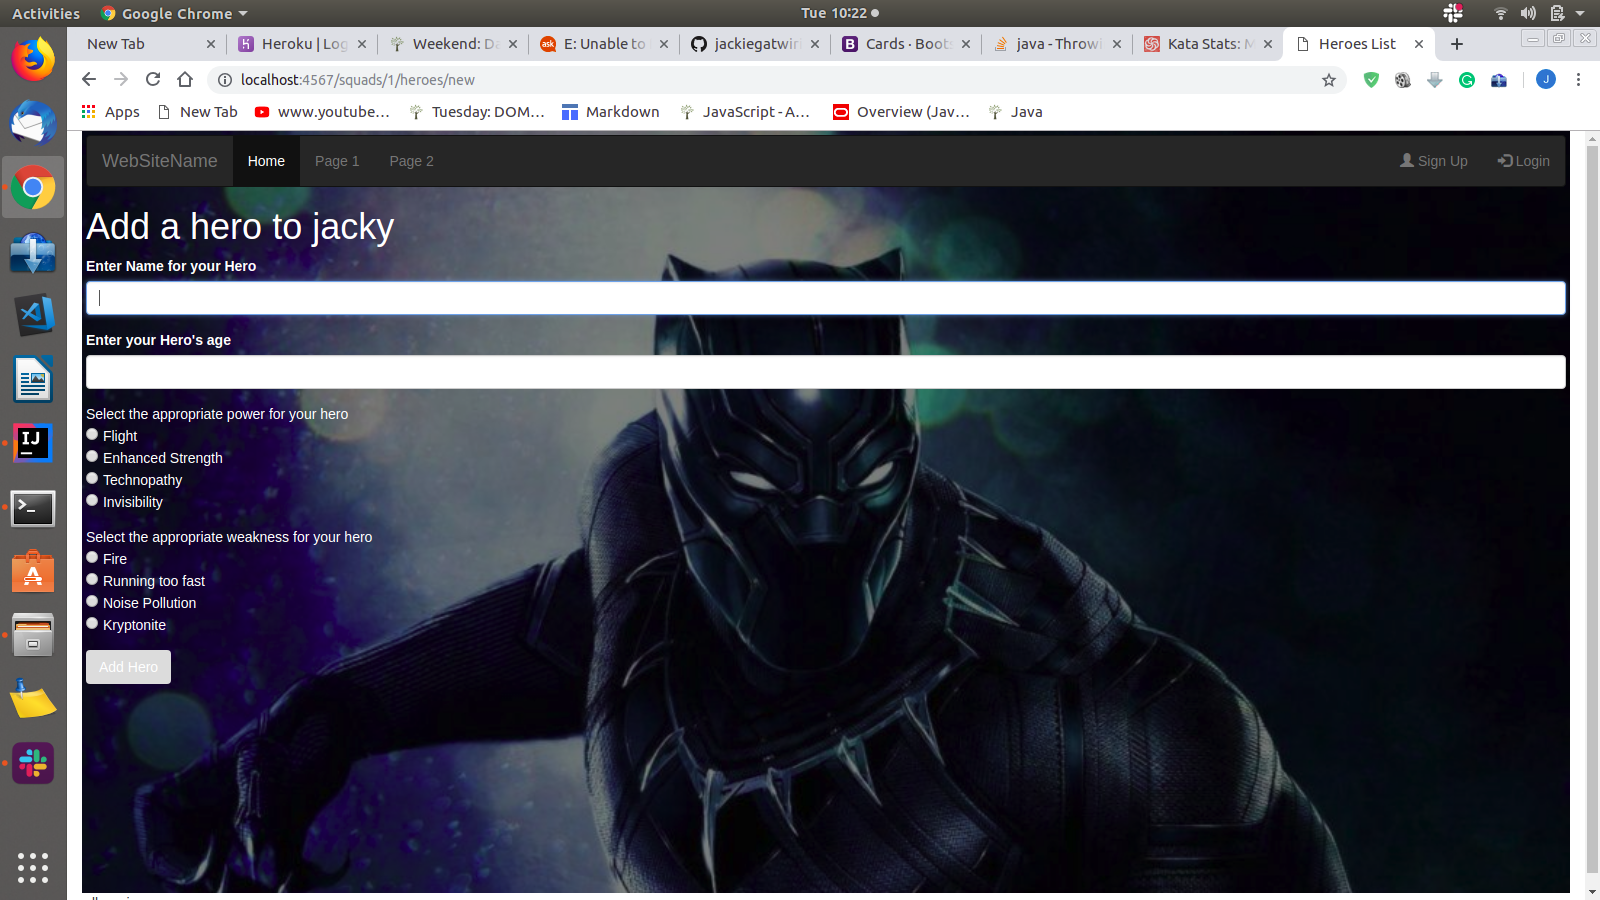 Activities Google Chrome Tue 10:22
New Tab Heroku | Log Weekend: Da E: Unable to jackiegatwiri Cards · Boots java - Throwi Kata Stats: M Heroes List
localhost:4567/squads/1/heroes/new J
Apps New Tab www.youtube... Tuesday: DOM... Markdown JavaScript - A... Overview (Jav... Java
WebSiteName Home Page 1 Page 2 Sign Up Login
Add a hero to jacky
Enter Name for your Hero
Enter your Hero's age
Select the appropriate power for your hero
Flight
Enhanced Strength
Technopathy
Invisibility
Select the appropriate weakness for your hero
Fire
Running too fast
Noise Pollution
Kryptonite
Add Hero